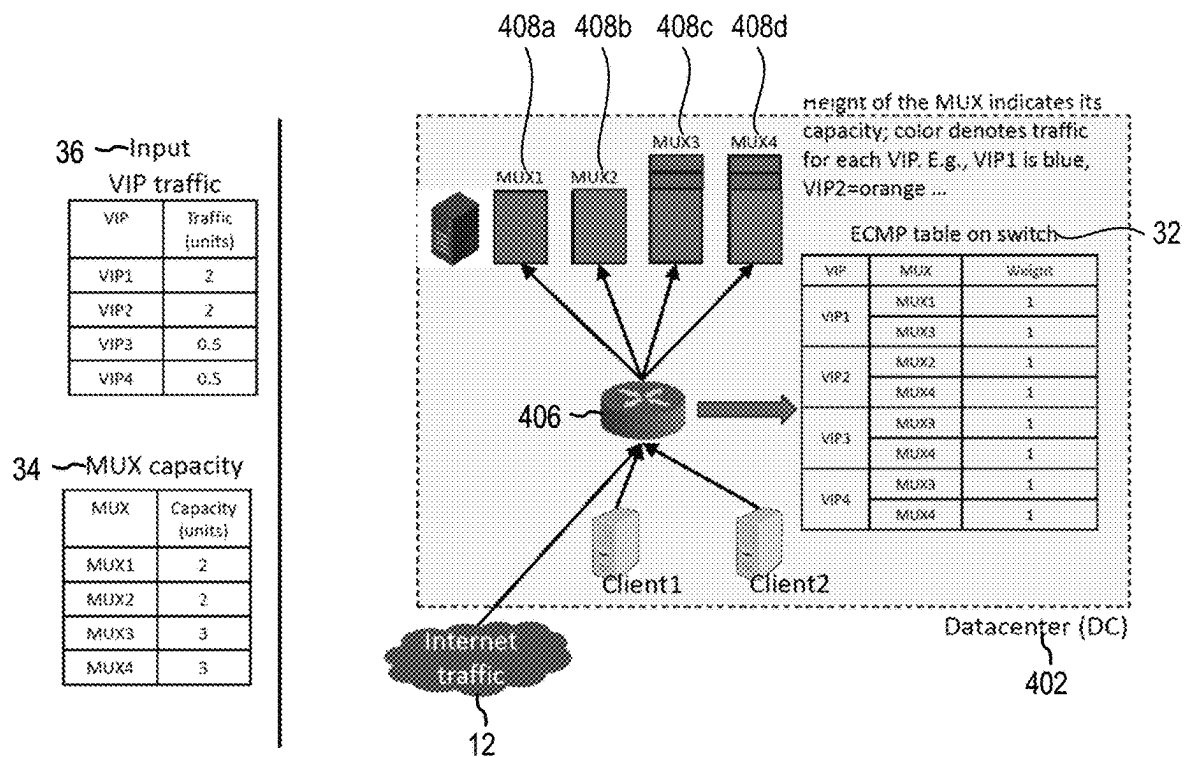 408a 408b 408c 408d
36 Input
VIP traffic
VIP Traffic
(units)
VIP1 2
VIP2 2
VIP3 0.5
VIP4 0.5
34 MUX capacity
MUX Capacity
(units)
MUX1 2
MUX2 2
MUX3 3
MUX4 3
MUX1 MUX2 MUX3 MUX4
Height of the MUX indicates its
capacity; color denotes traffic
for each VIP. E.g., VIP1 is blue,
VIP2=orange ...
ECMP table on switch 32
VIP MUX Weight
VIP1 MUX1 1
MUX3 1
VIP2 MUX2 1
MUX4 1
VIP3 MUX3 1
MUX4 1
VIP4 MUX3 1
MUX4 1
406
Client1 Client2
Datacenter (DC)
402
Internet
traffic
12